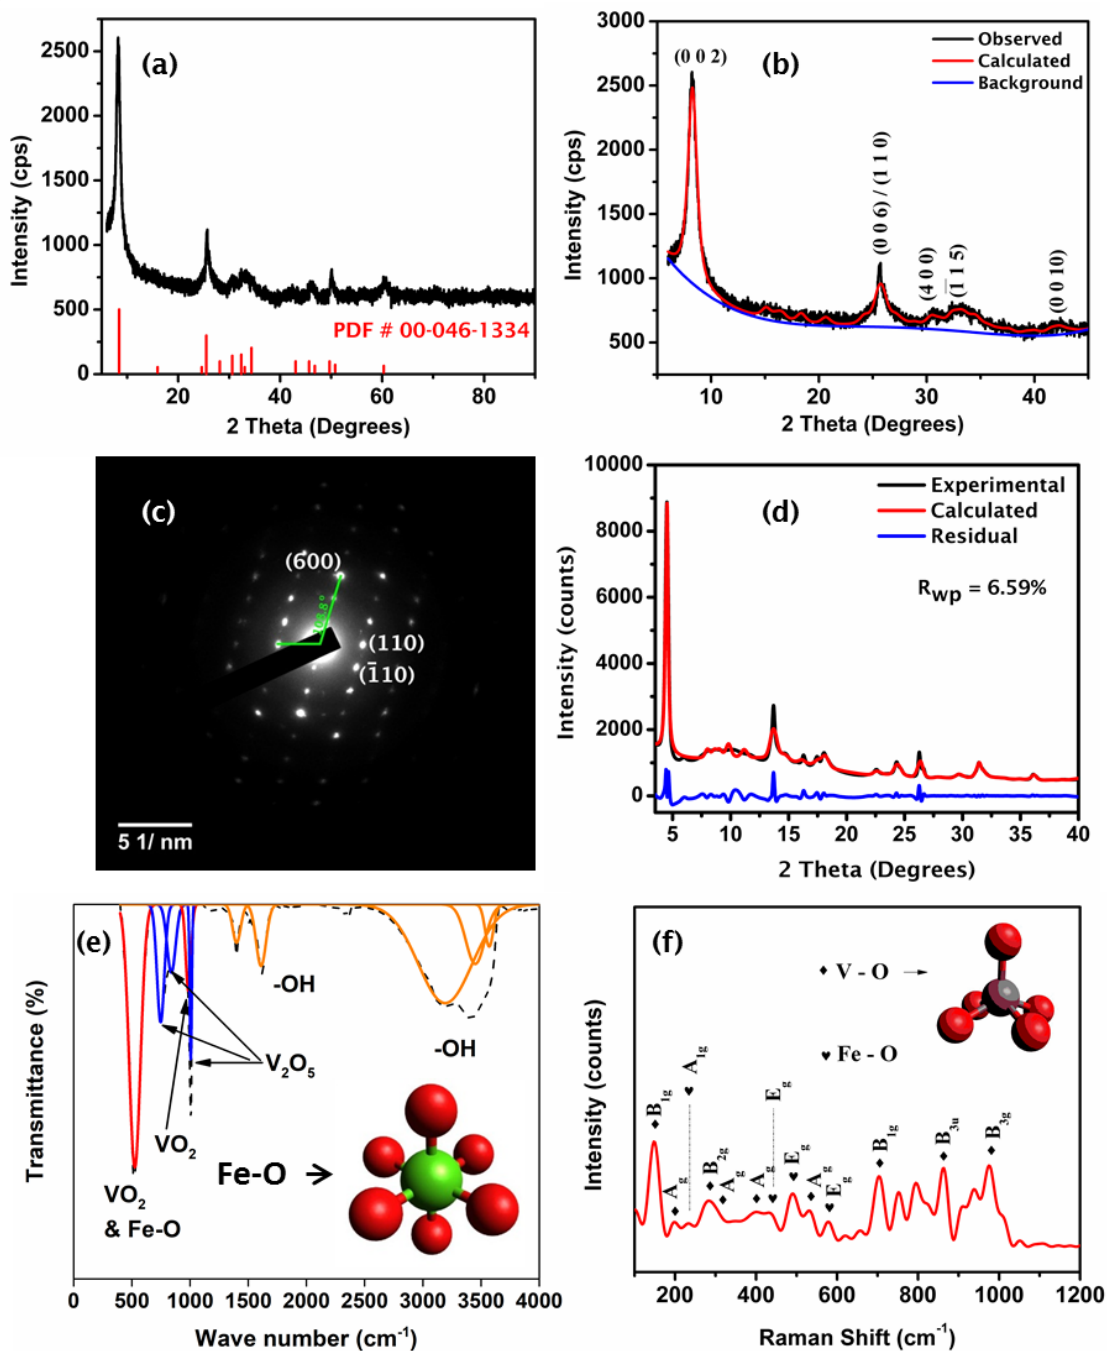 (a)
2500
2000
1500
1000
500
0
Intensity (cps)
PDF # 00-046-1334
20
40
60
80
2 Theta (Degrees)
(b)
3000
2500
2000
1500
1000
500
0
Intensity (cps)
Observed
Calculated
Background
(0 0 2)
(0 0 6) / (1 1 0)
(4 0 0)
(1̅ 1 5)
(0 0 10)
10
20
30
40
2 Theta (Degrees)
(c)
(600)
(110)
(1̅10)
5 1/ nm
(d)
10000
8000
6000
4000
2000
0
Intensity (counts)
Experimental
Calculated
Residual
R_wp = 6.59%
5
10
15
20
25
30
35
40
2 Theta (Degrees)
(e)
Transmittance (%)
-OH
-OH
V₂O₅
VO₂
VO₂
& Fe-O
Fe-O
0
500
1000
1500
2000
2500
3000
3500
4000
Wave number (cm⁻¹)
(f)
Intensity (counts)
♦ V - O
♥ Fe - O
♦ B1g
♦ Ag
♥ A1g
♦ B2g
♦ Ag
♦ Ag
♥ Eg
♥ Eg
♦ Ag
♥ Eg
♦ B1g
♦ B3u
♦ B3g
200
400
600
800
1000
1200
Raman Shift (cm⁻¹)